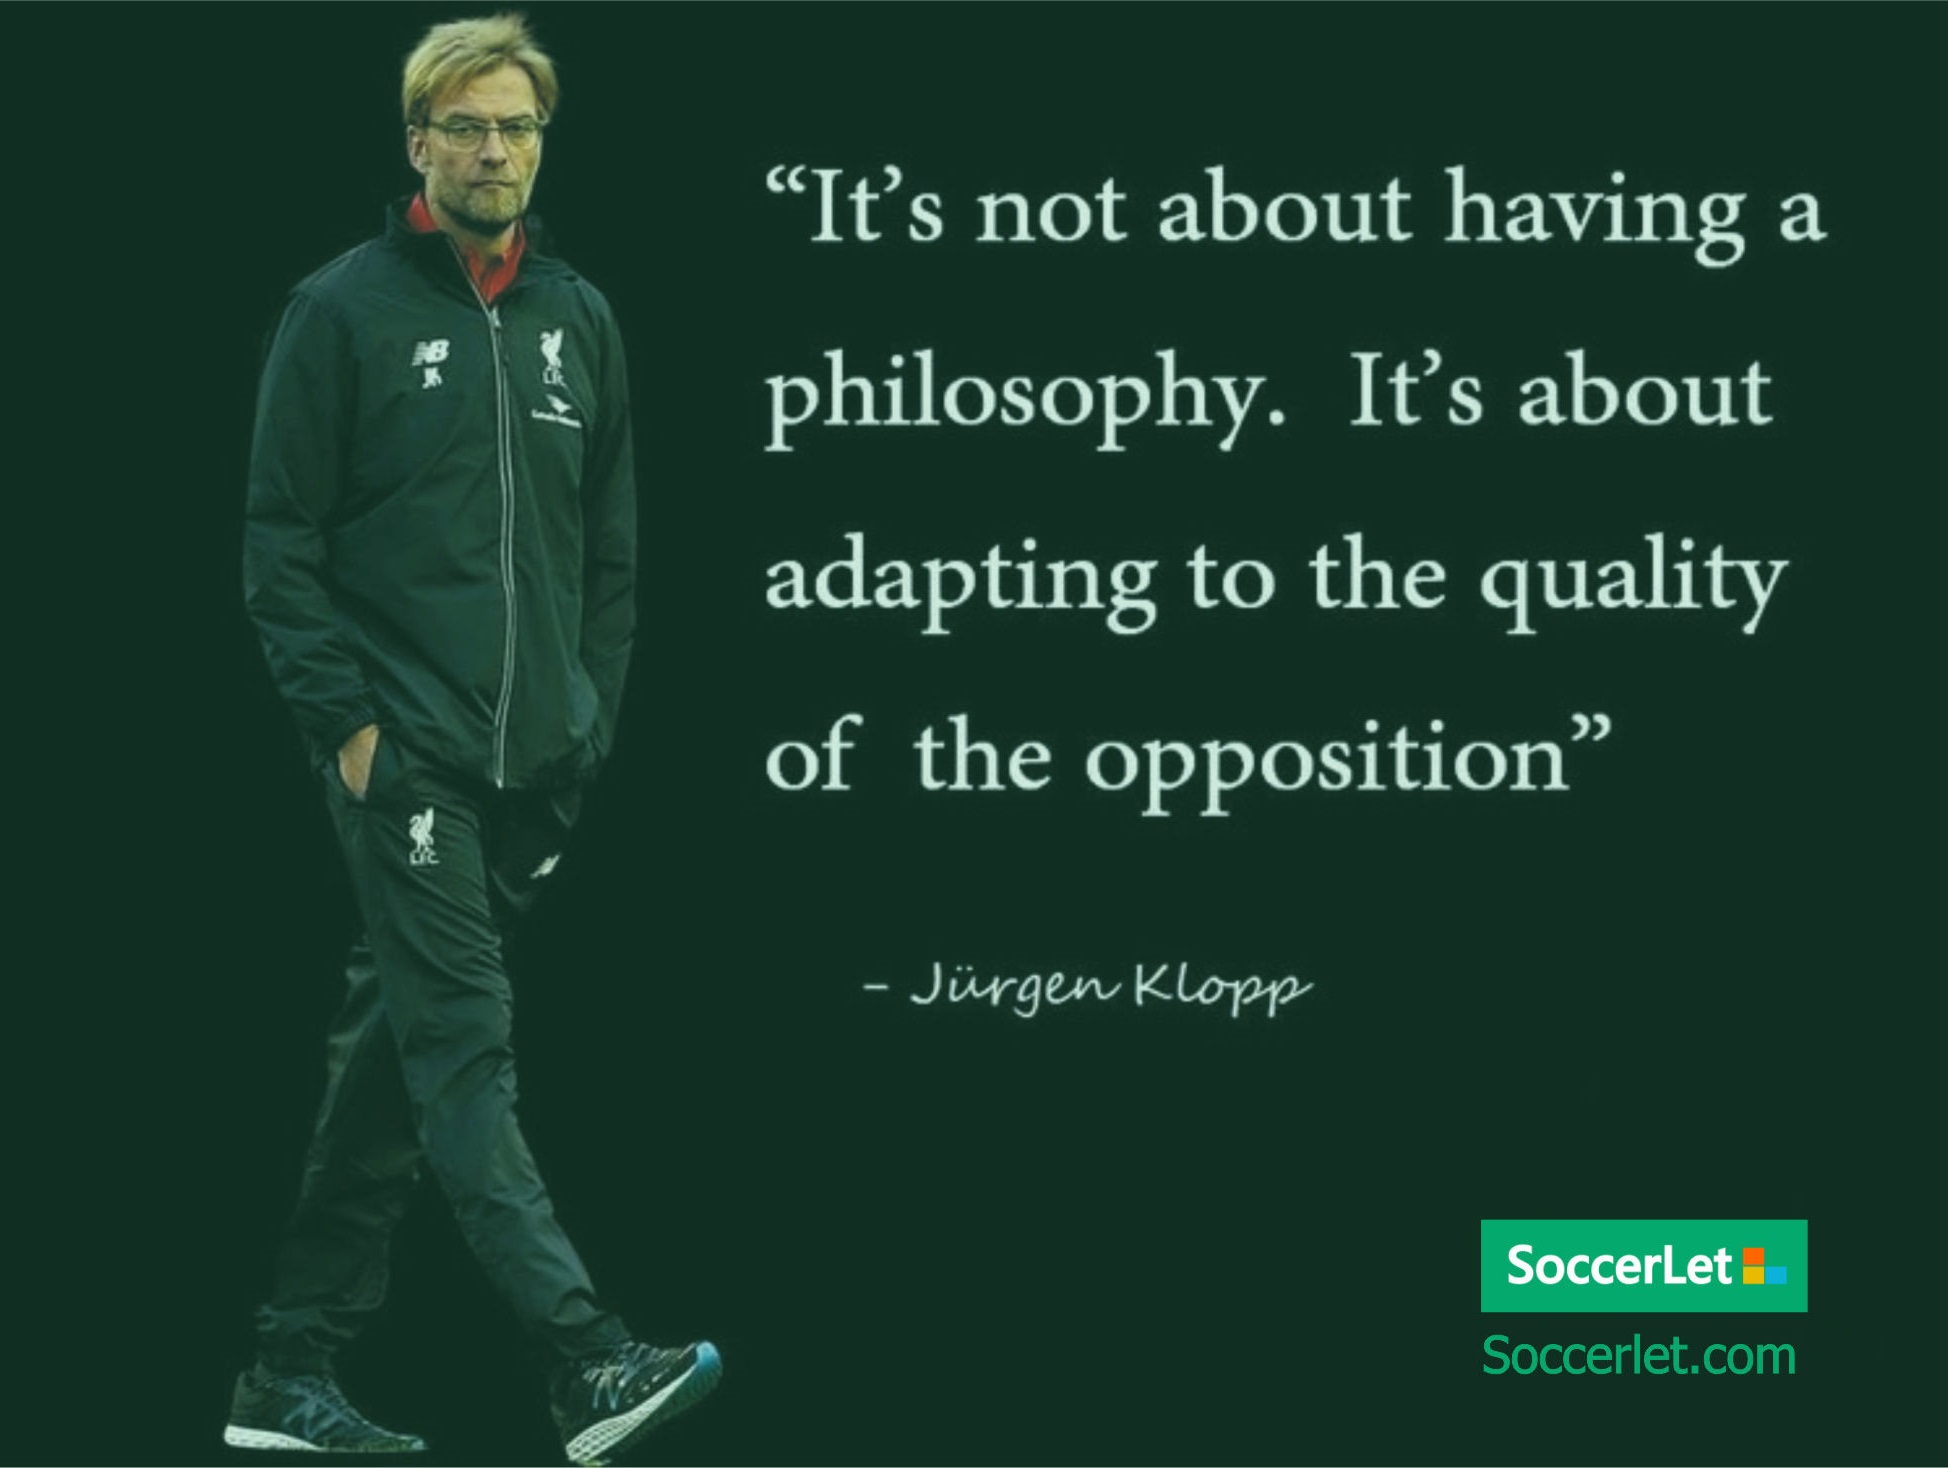 “It’s not about having a
philosophy.  It’s about
adapting to the quality
of  the opposition”
– Jürgen Klopp
NB
LFC
LFC
SoccerLet
Soccerlet.com